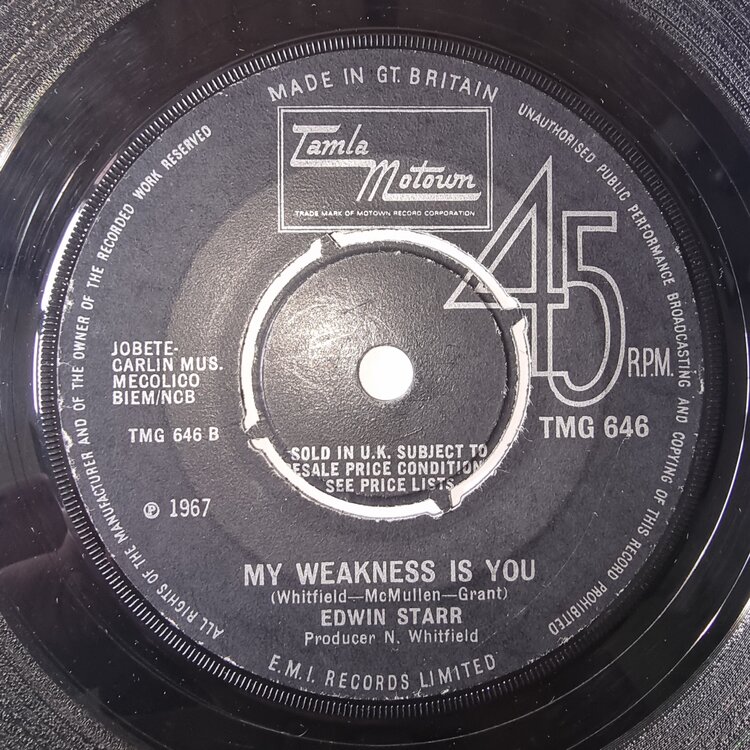 MADE IN GT. BRITAIN
UNAUTHORISED PUBLIC PERFORMANCE BROADCASTING AND COPYING OF THIS RECORD PROHIBITED
ALL RIGHTS OF THE MANUFACTURER AND OF THE OWNER OF THE RECORDED WORK RESERVED
Tamla
Motown
TRADE MARK OF MOTOWN RECORD CORPORATION
45
R.P.M.
JOBETE-
CARLIN MUS.
MECOLICO
BIEM/NCB
TMG 646 B
TMG 646
SOLD IN U.K. SUBJECT TO
ESALE PRICE CONDITION
SEE PRICE LISTS
℗ 1967
MY WEAKNESS IS YOU
(Whitfield—McMullen—Grant)
EDWIN STARR
Producer N. Whitfield
E.M.I. RECORDS LIMITED